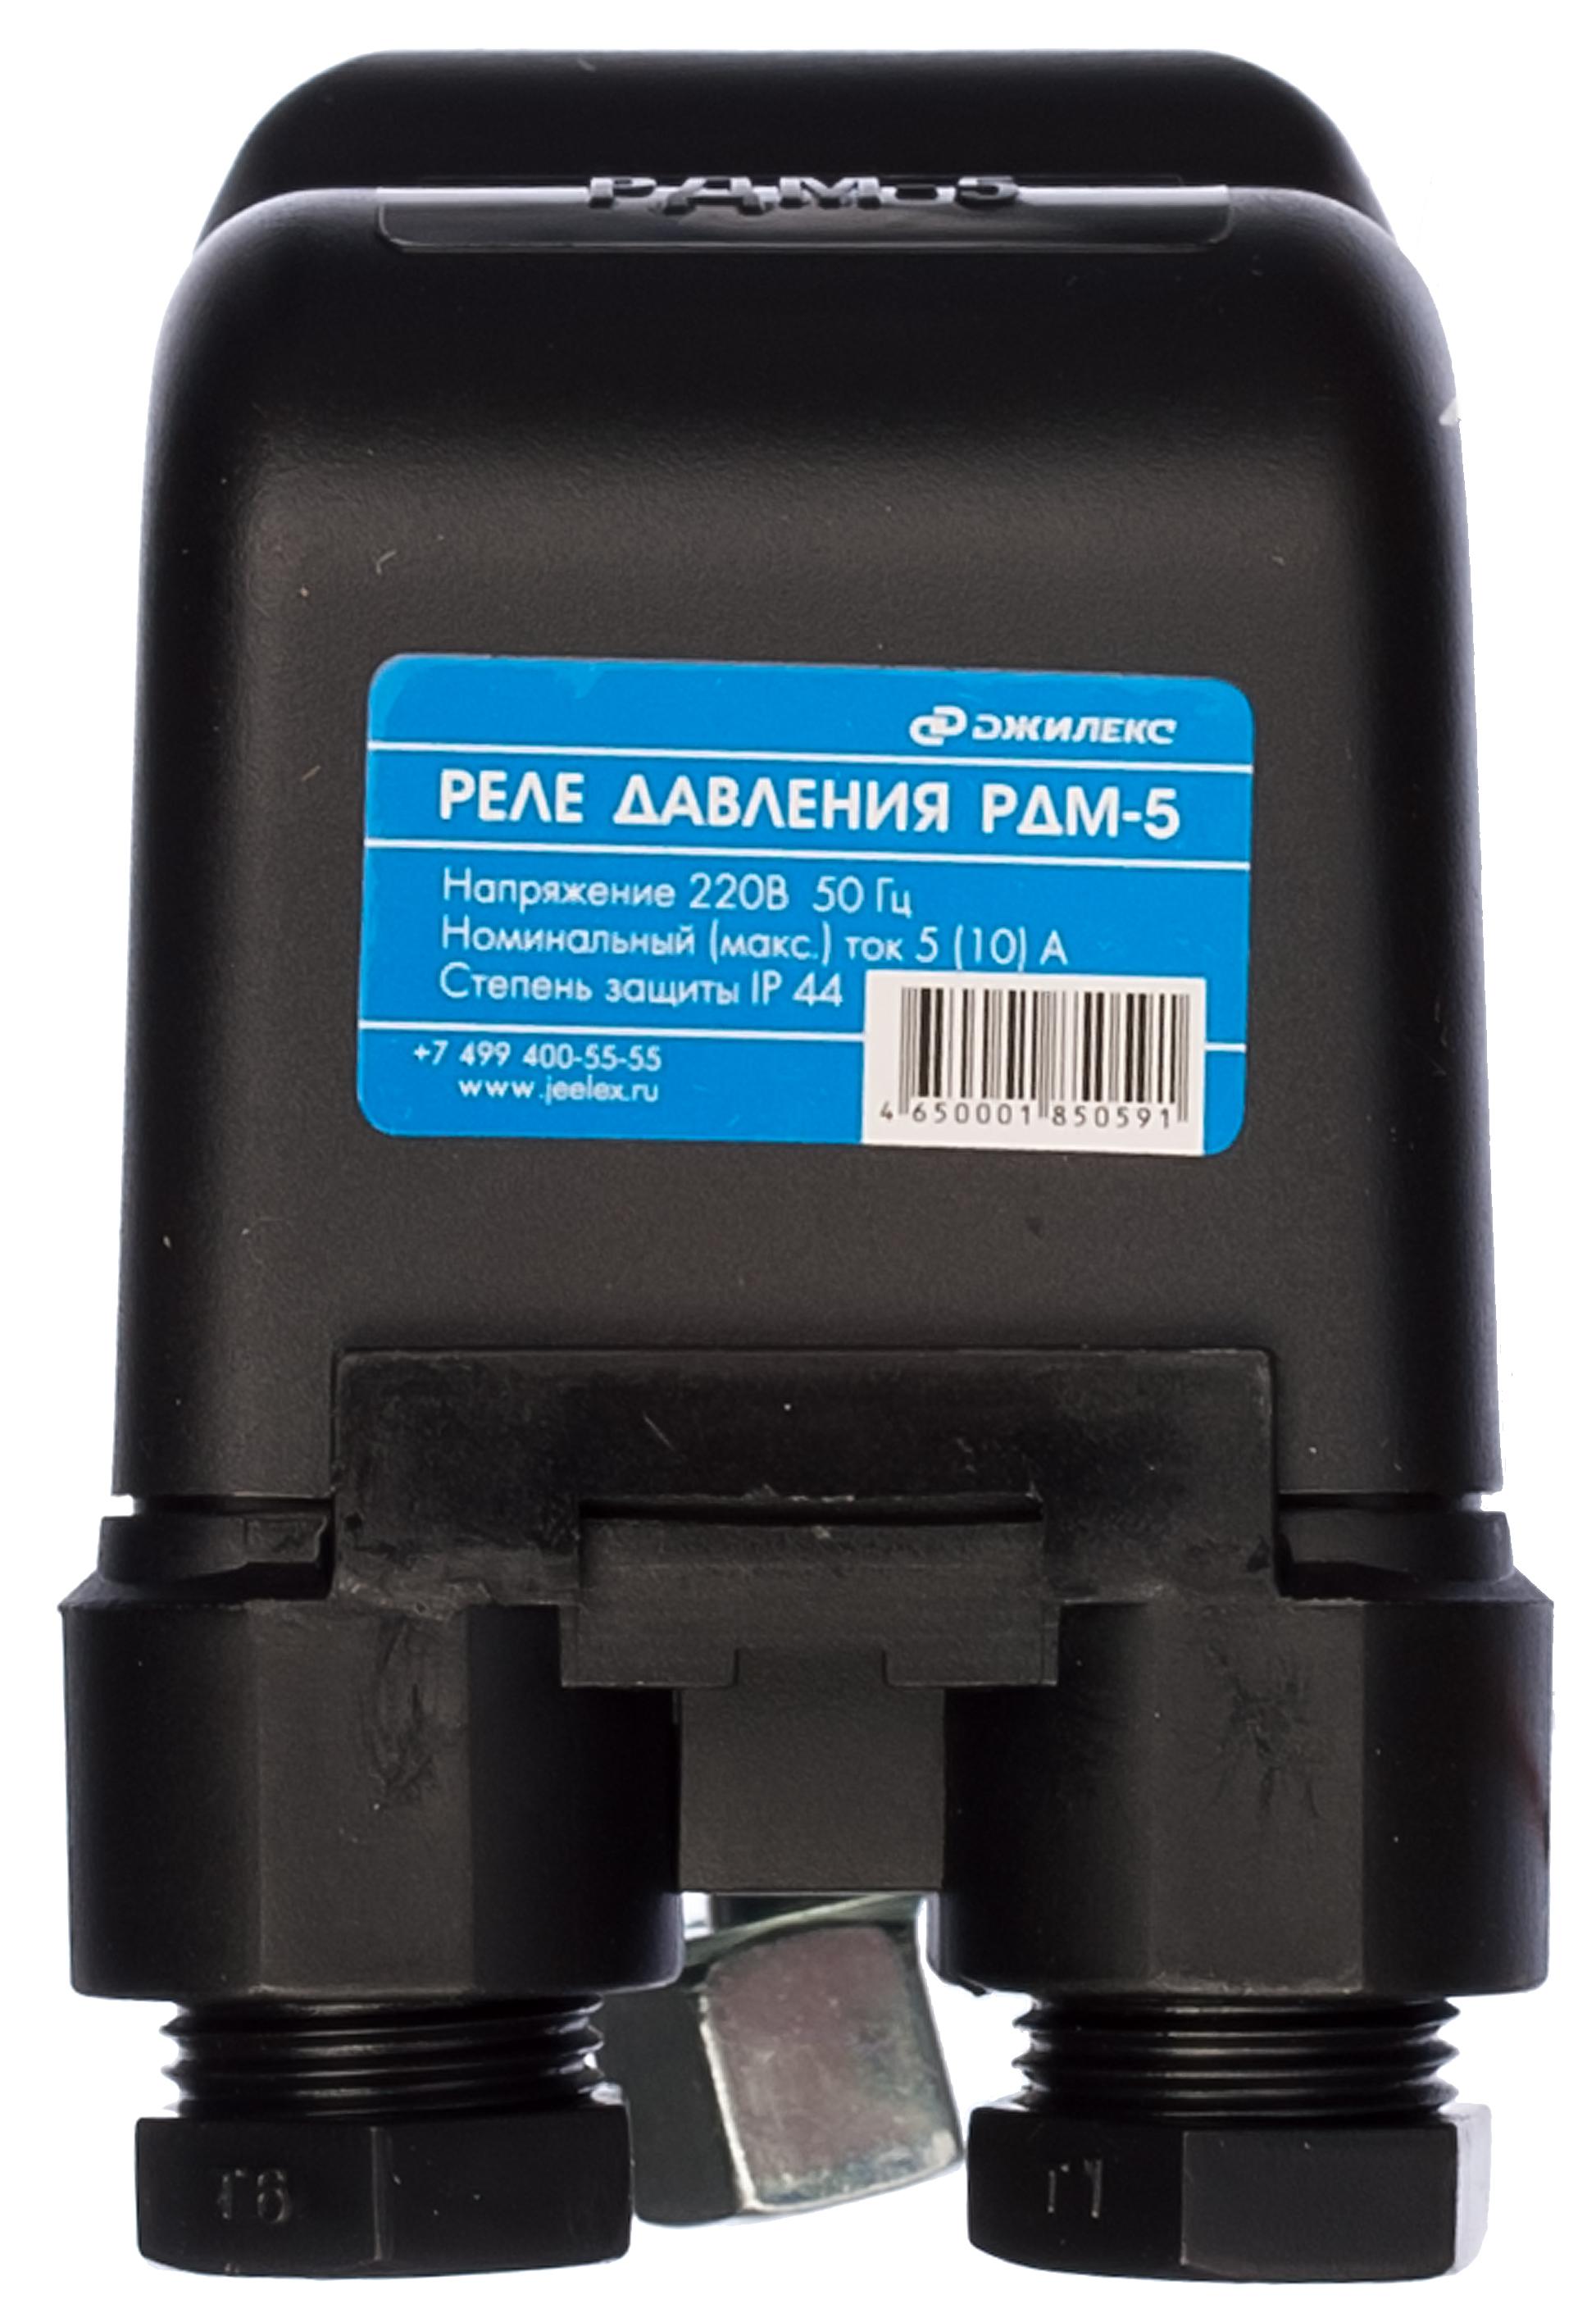 РДМ-5
ДЖИЛЕКС
РЕЛЕ ДАВЛЕНИЯ РДМ-5
Напряжение 220В 50 Гц
Номинальный (макс.) ток 5 (10) А
Степень защиты IP 44
+7 499 400-55-55
www.jeelex.ru
4 650001 850591